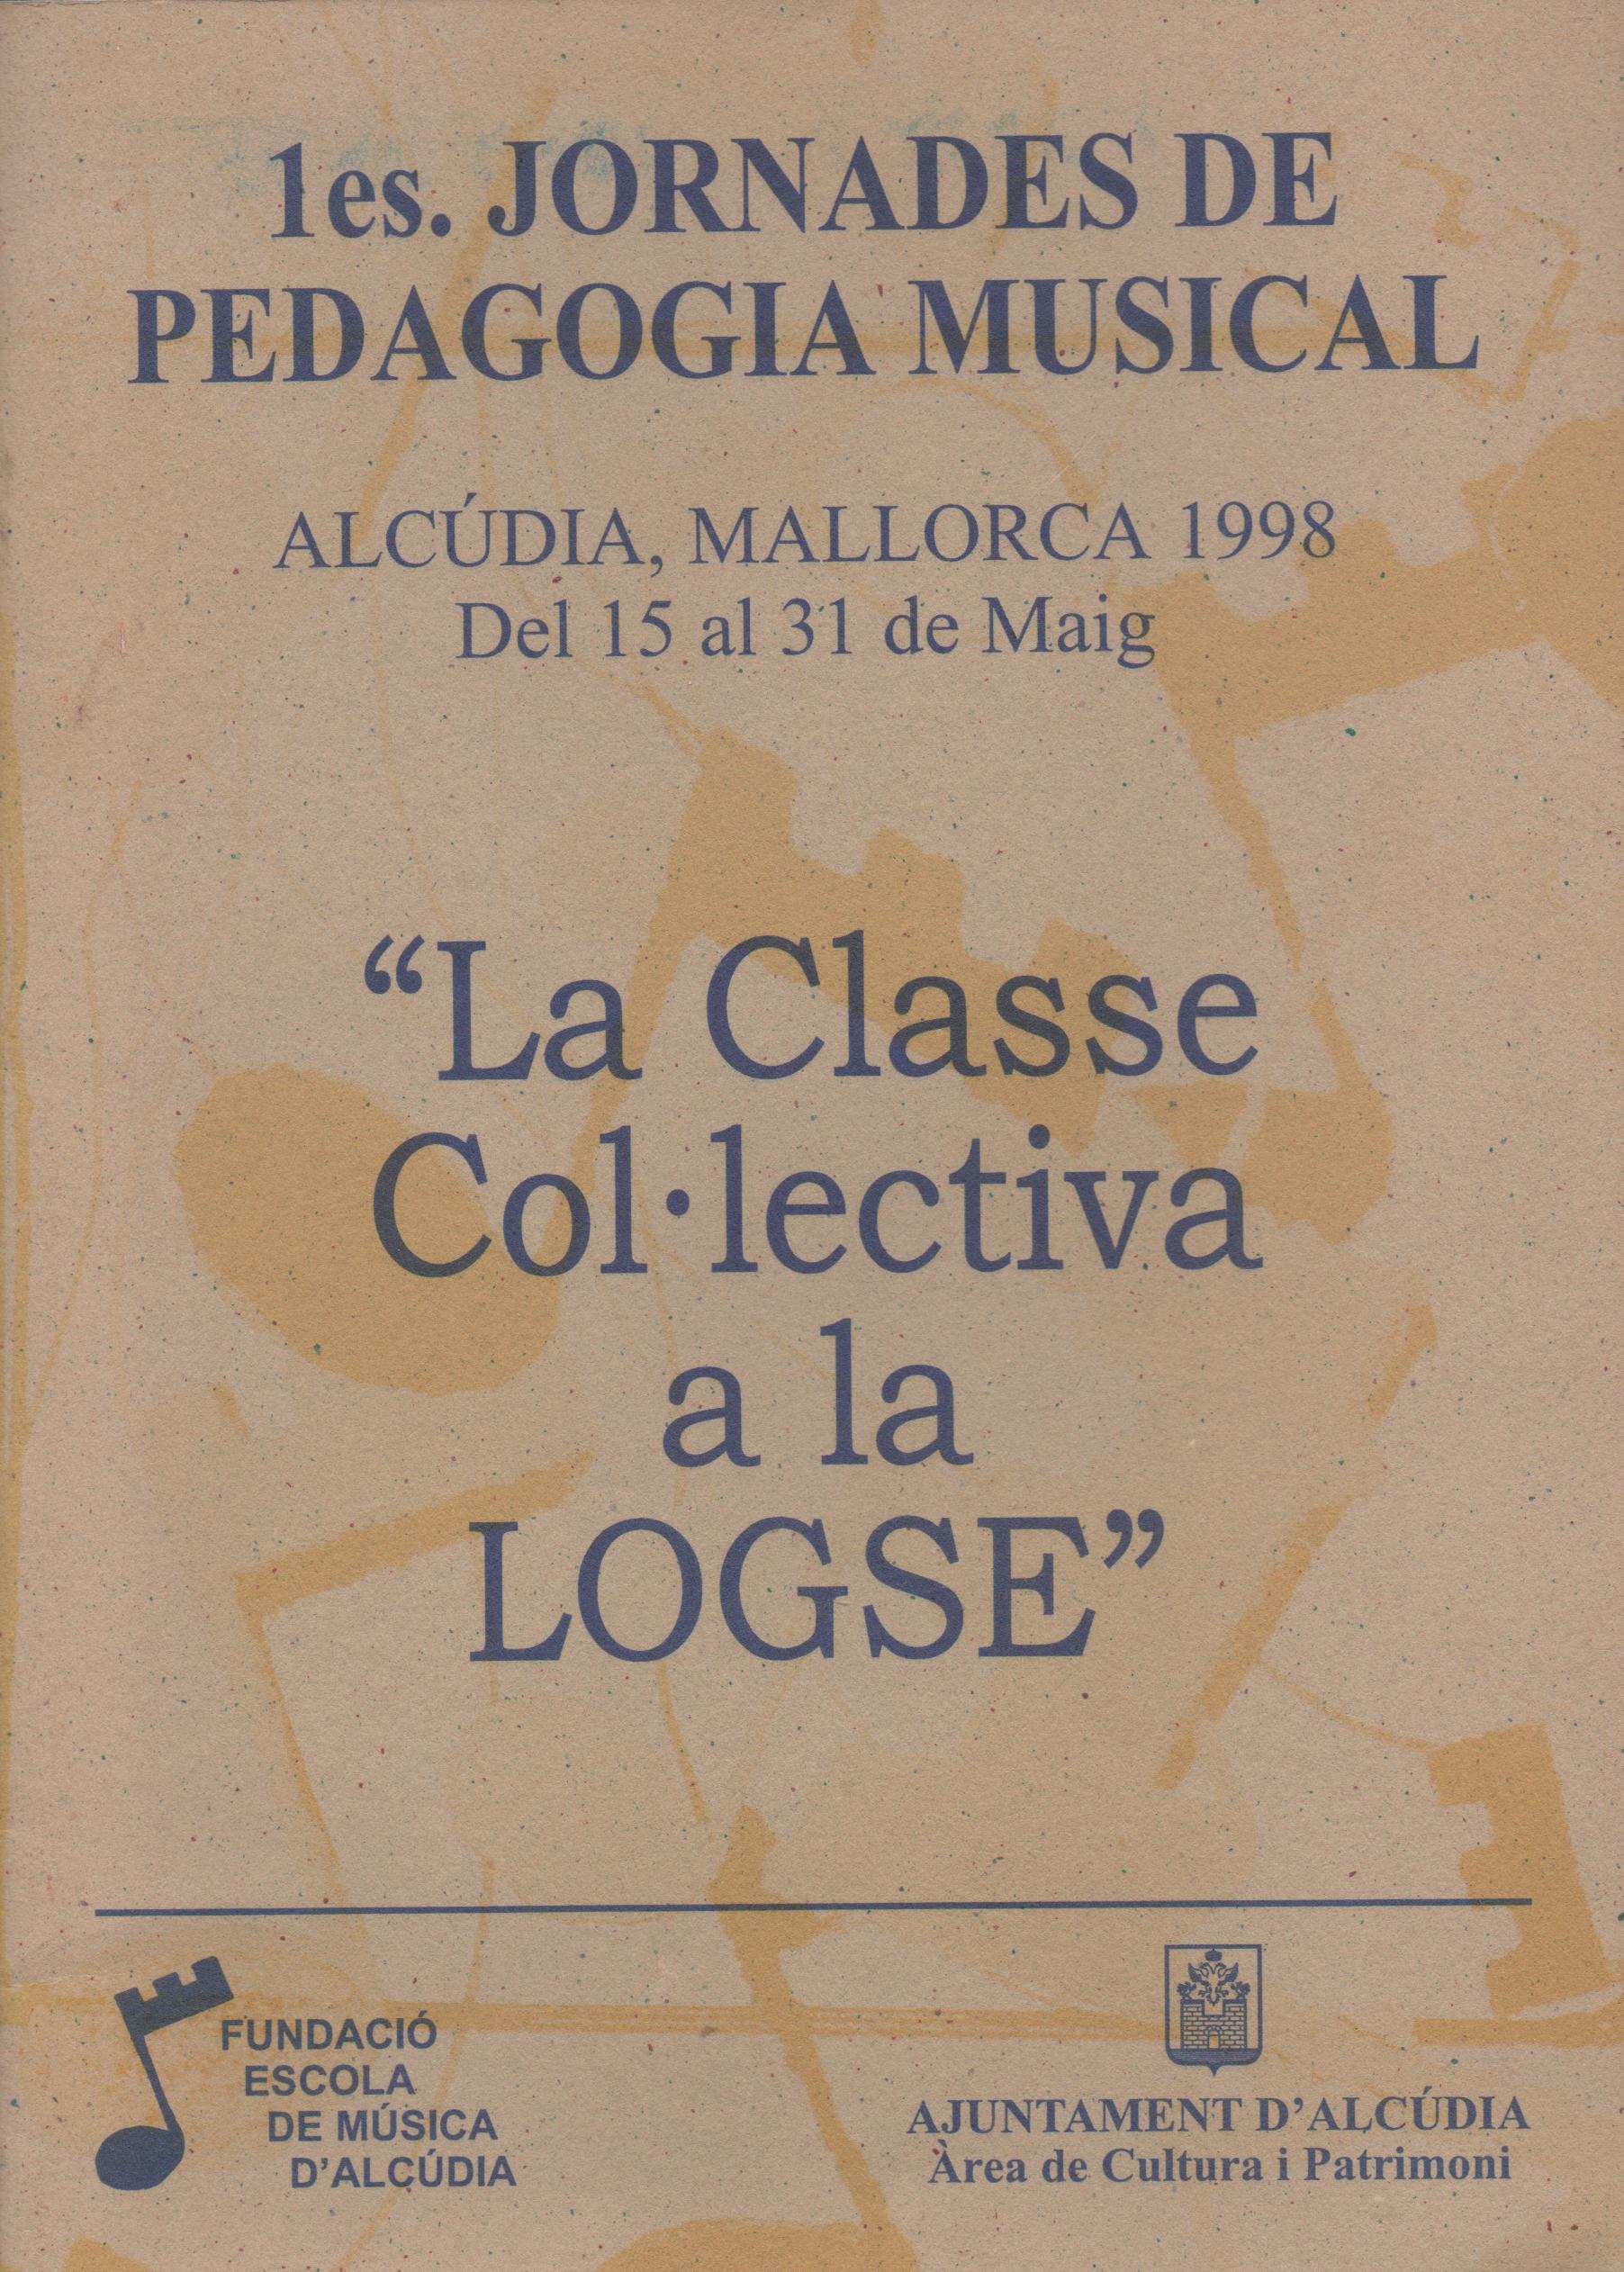 1es. JORNADES DE
PEDAGOGIA MUSICAL
ALCÚDIA, MALLORCA 1998
Del 15 al 31 de Maig
“La Classe
Col·lectiva
a la
LOGSE”
FUNDACIÓ
ESCOLA
DE MÚSICA
D’ALCÚDIA
AJUNTAMENT D’ALCÚDIA
Àrea de Cultura i Patrimoni